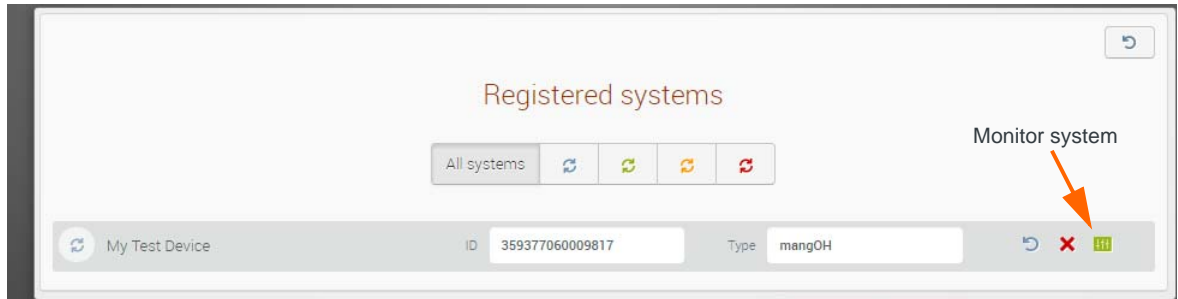 Registered systems
Monitor system
All systems
My Test Device ID 359377060009817 Type mangOH